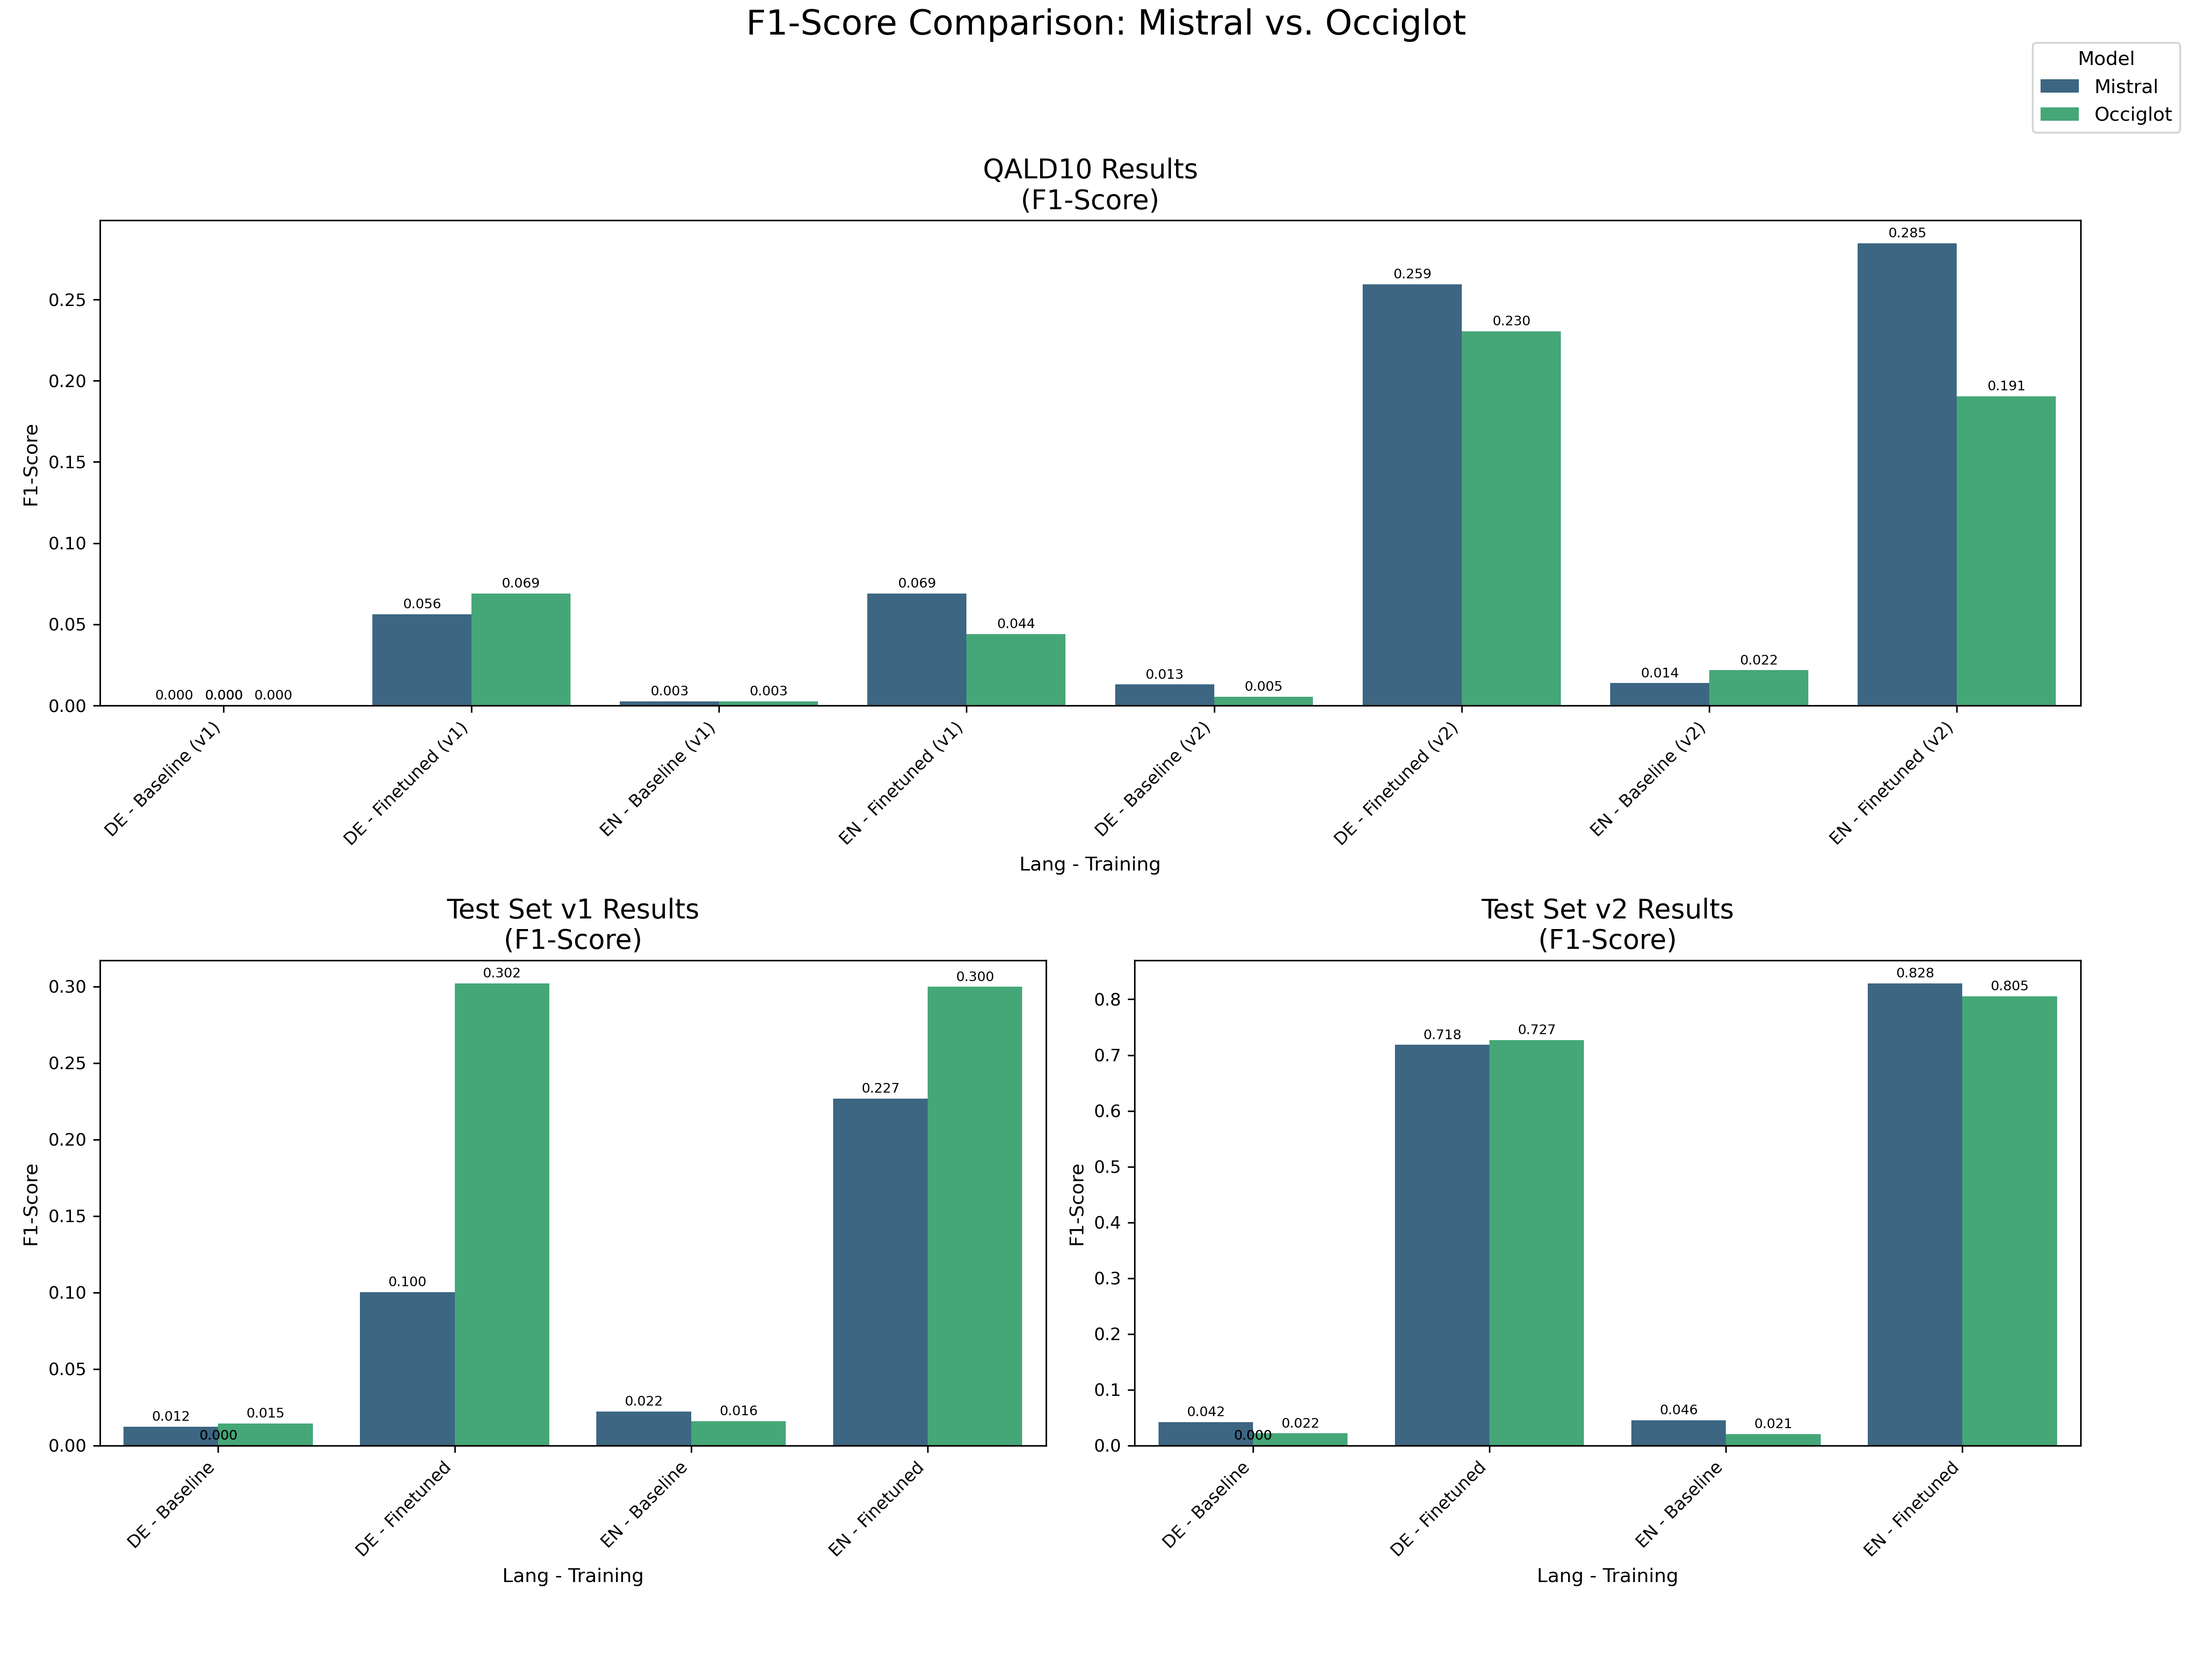 F1-Score Comparison: Mistral vs. Occiglot
Model
Mistral
Occiglot
QALD10 Results
(F1-Score)
F1-Score
0.25
0.20
0.15
0.10
0.05
0.00
0.000 0.000 0.000
0.056
0.069
0.003
0.003
0.069
0.044
0.013
0.005
0.259
0.230
0.014
0.022
0.285
0.191
DE - Baseline (v1)
DE - Finetuned (v1)
EN - Baseline (v1)
EN - Finetuned (v1)
DE - Baseline (v2)
DE - Finetuned (v2)
EN - Baseline (v2)
EN - Finetuned (v2)
Lang - Training
Test Set v1 Results
(F1-Score)
F1-Score
0.30
0.25
0.20
0.15
0.10
0.05
0.00
0.012
0.000
0.015
0.100
0.302
0.022
0.016
0.227
0.300
DE - Baseline
DE - Finetuned
EN - Baseline
EN - Finetuned
Lang - Training
Test Set v2 Results
(F1-Score)
F1-Score
0.8
0.7
0.6
0.5
0.4
0.3
0.2
0.1
0.0
0.042
0.000
0.022
0.718
0.727
0.046
0.021
0.828
0.805
DE - Baseline
DE - Finetuned
EN - Baseline
EN - Finetuned
Lang - Training